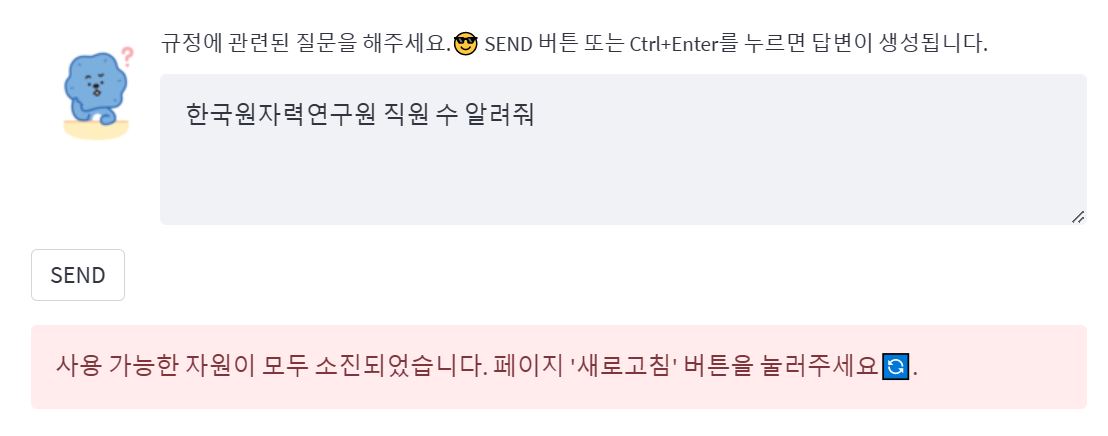 규정에 관련된 질문을 해주세요.😎 SEND 버튼 또는 Ctrl+Enter를 누르면 답변이 생성됩니다.
한국원자력연구원 직원 수 알려줘
SEND
사용 가능한 자원이 모두 소진되었습니다. 페이지 '새로고침' 버튼을 눌러주세요🔄.